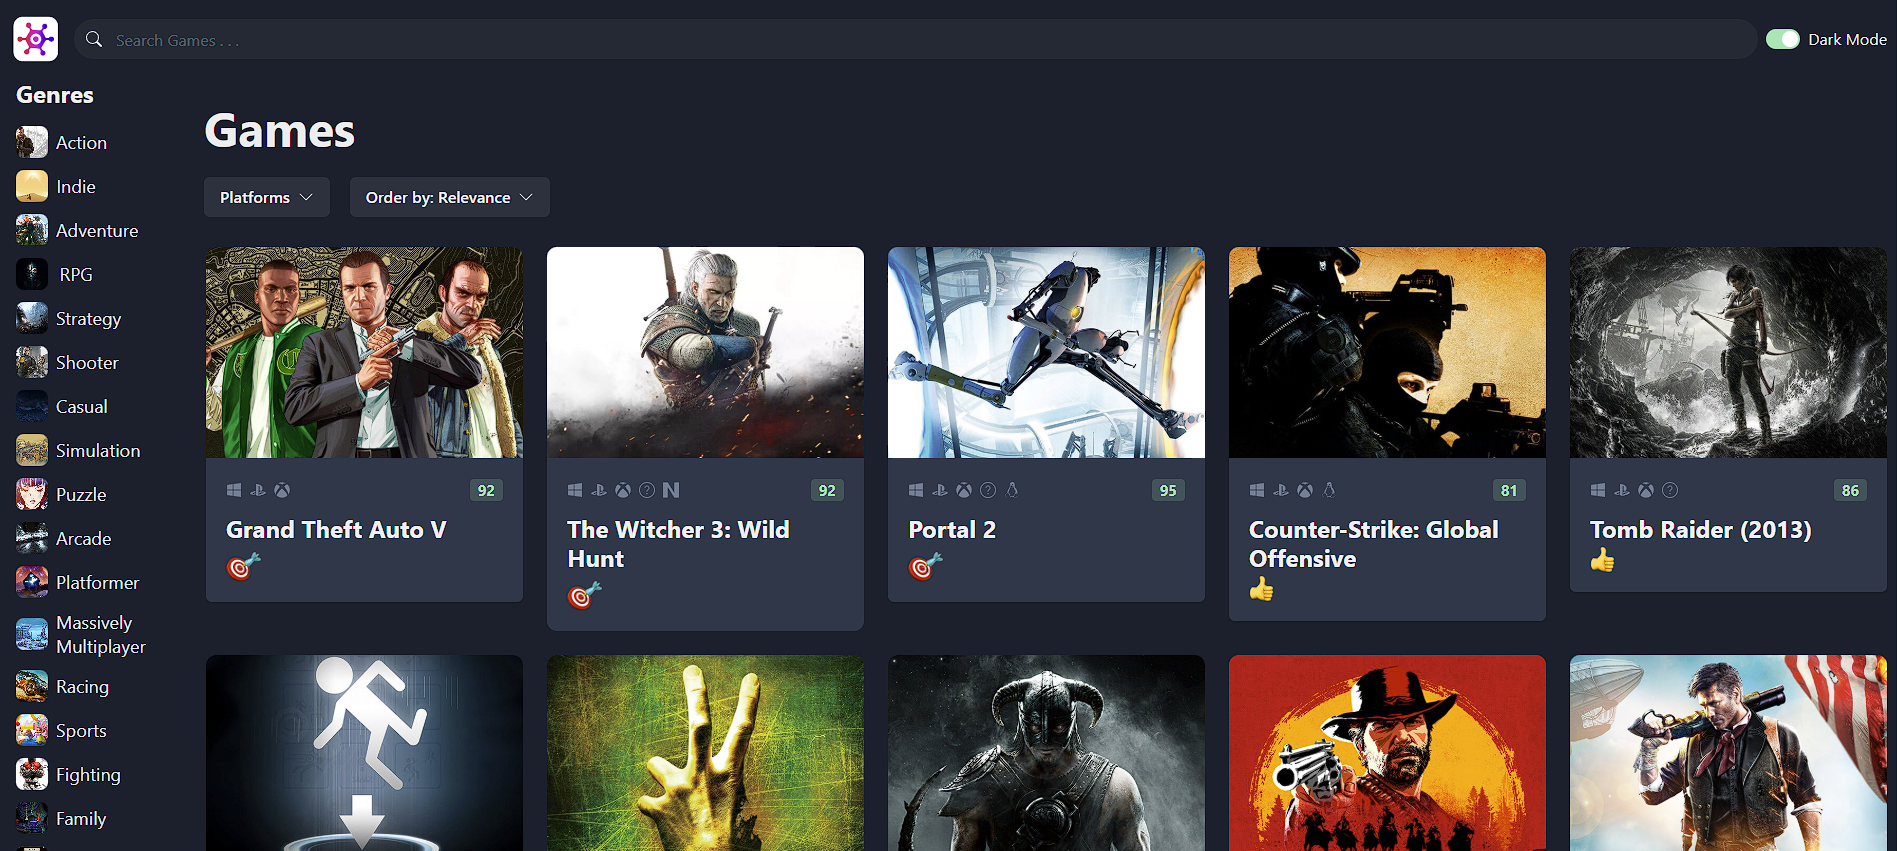 Search Games . . .
Dark Mode
Genres
Action
Indie
Adventure
RPG
Strategy
Shooter
Casual
Simulation
Puzzle
Arcade
Platformer
Massively
Multiplayer
Racing
Sports
Fighting
Family
Games
Platforms
Order by: Relevance
92
Grand Theft Auto V
92
The Witcher 3: Wild
Hunt
95
Portal 2
81
Counter-Strike: Global
Offensive
86
Tomb Raider (2013)